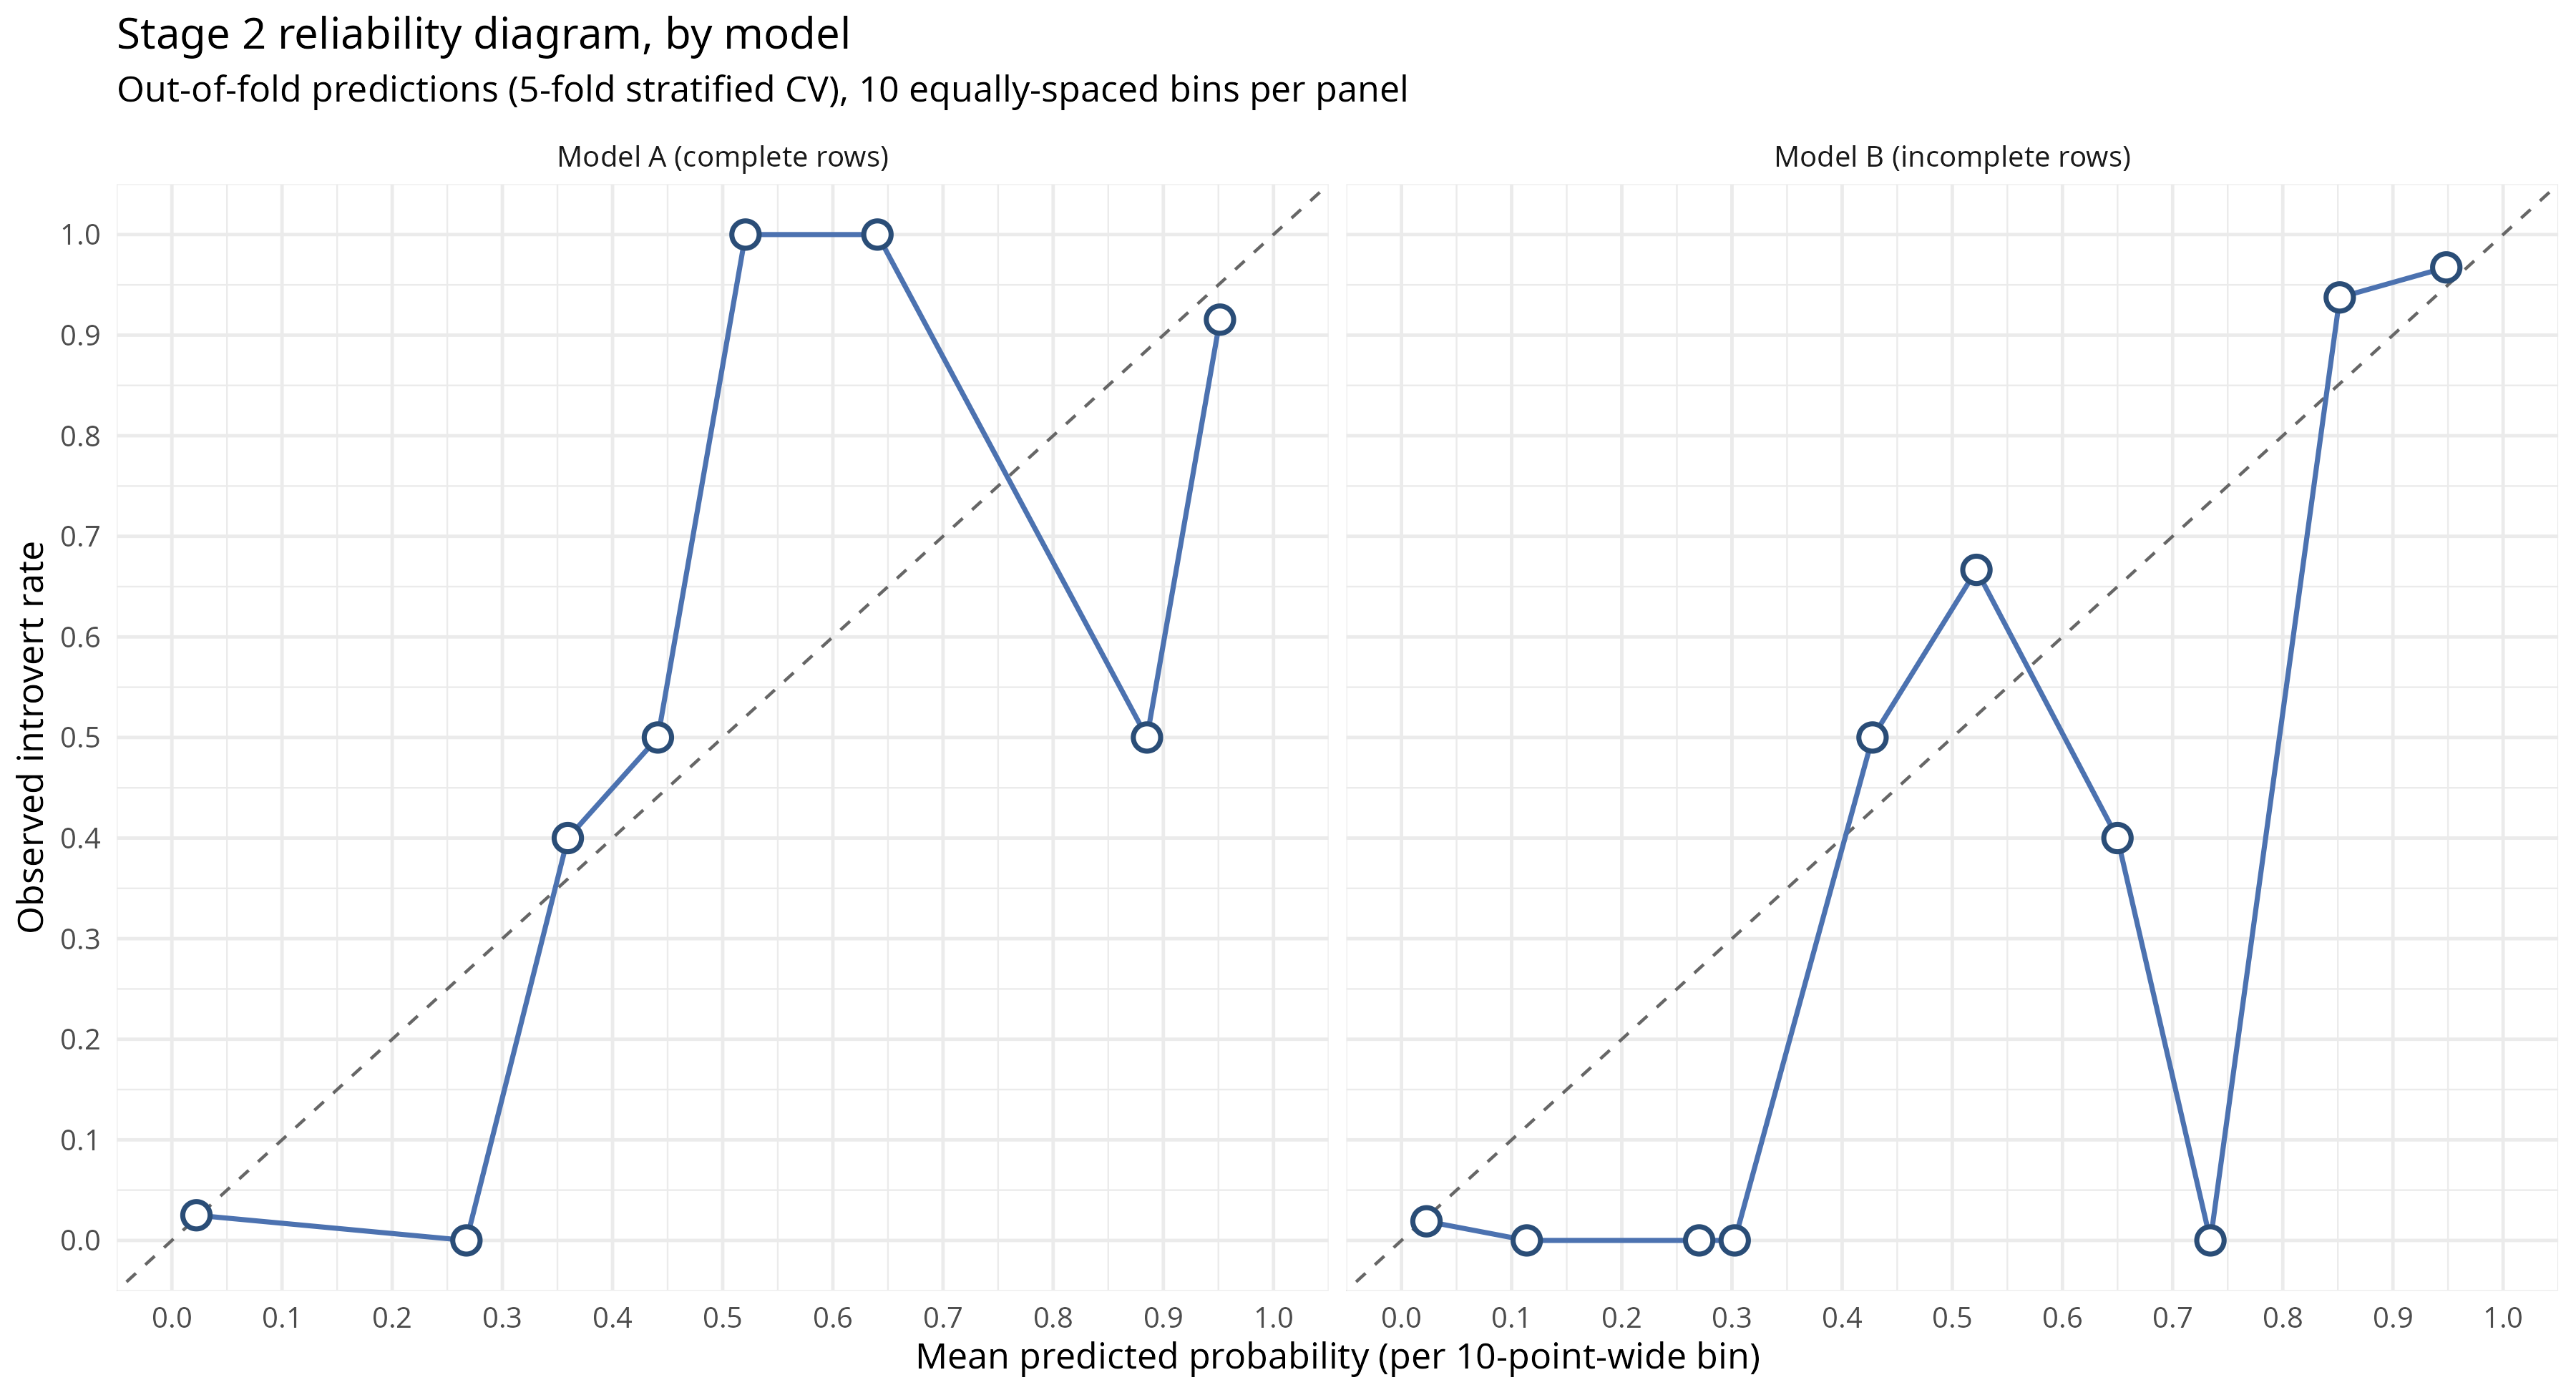 Stage 2 reliability diagram, by model
Out-of-fold predictions (5-fold stratified CV), 10 equally-spaced bins per panel
Model A (complete rows)
Model B (incomplete rows)
Observed introvert rate
1.0
0.9
0.8
0.7
0.6
0.5
0.4
0.3
0.2
0.1
0.0
0.0 0.1 0.2 0.3 0.4 0.5 0.6 0.7 0.8 0.9 1.0
0.0 0.1 0.2 0.3 0.4 0.5 0.6 0.7 0.8 0.9 1.0
Mean predicted probability (per 10-point-wide bin)